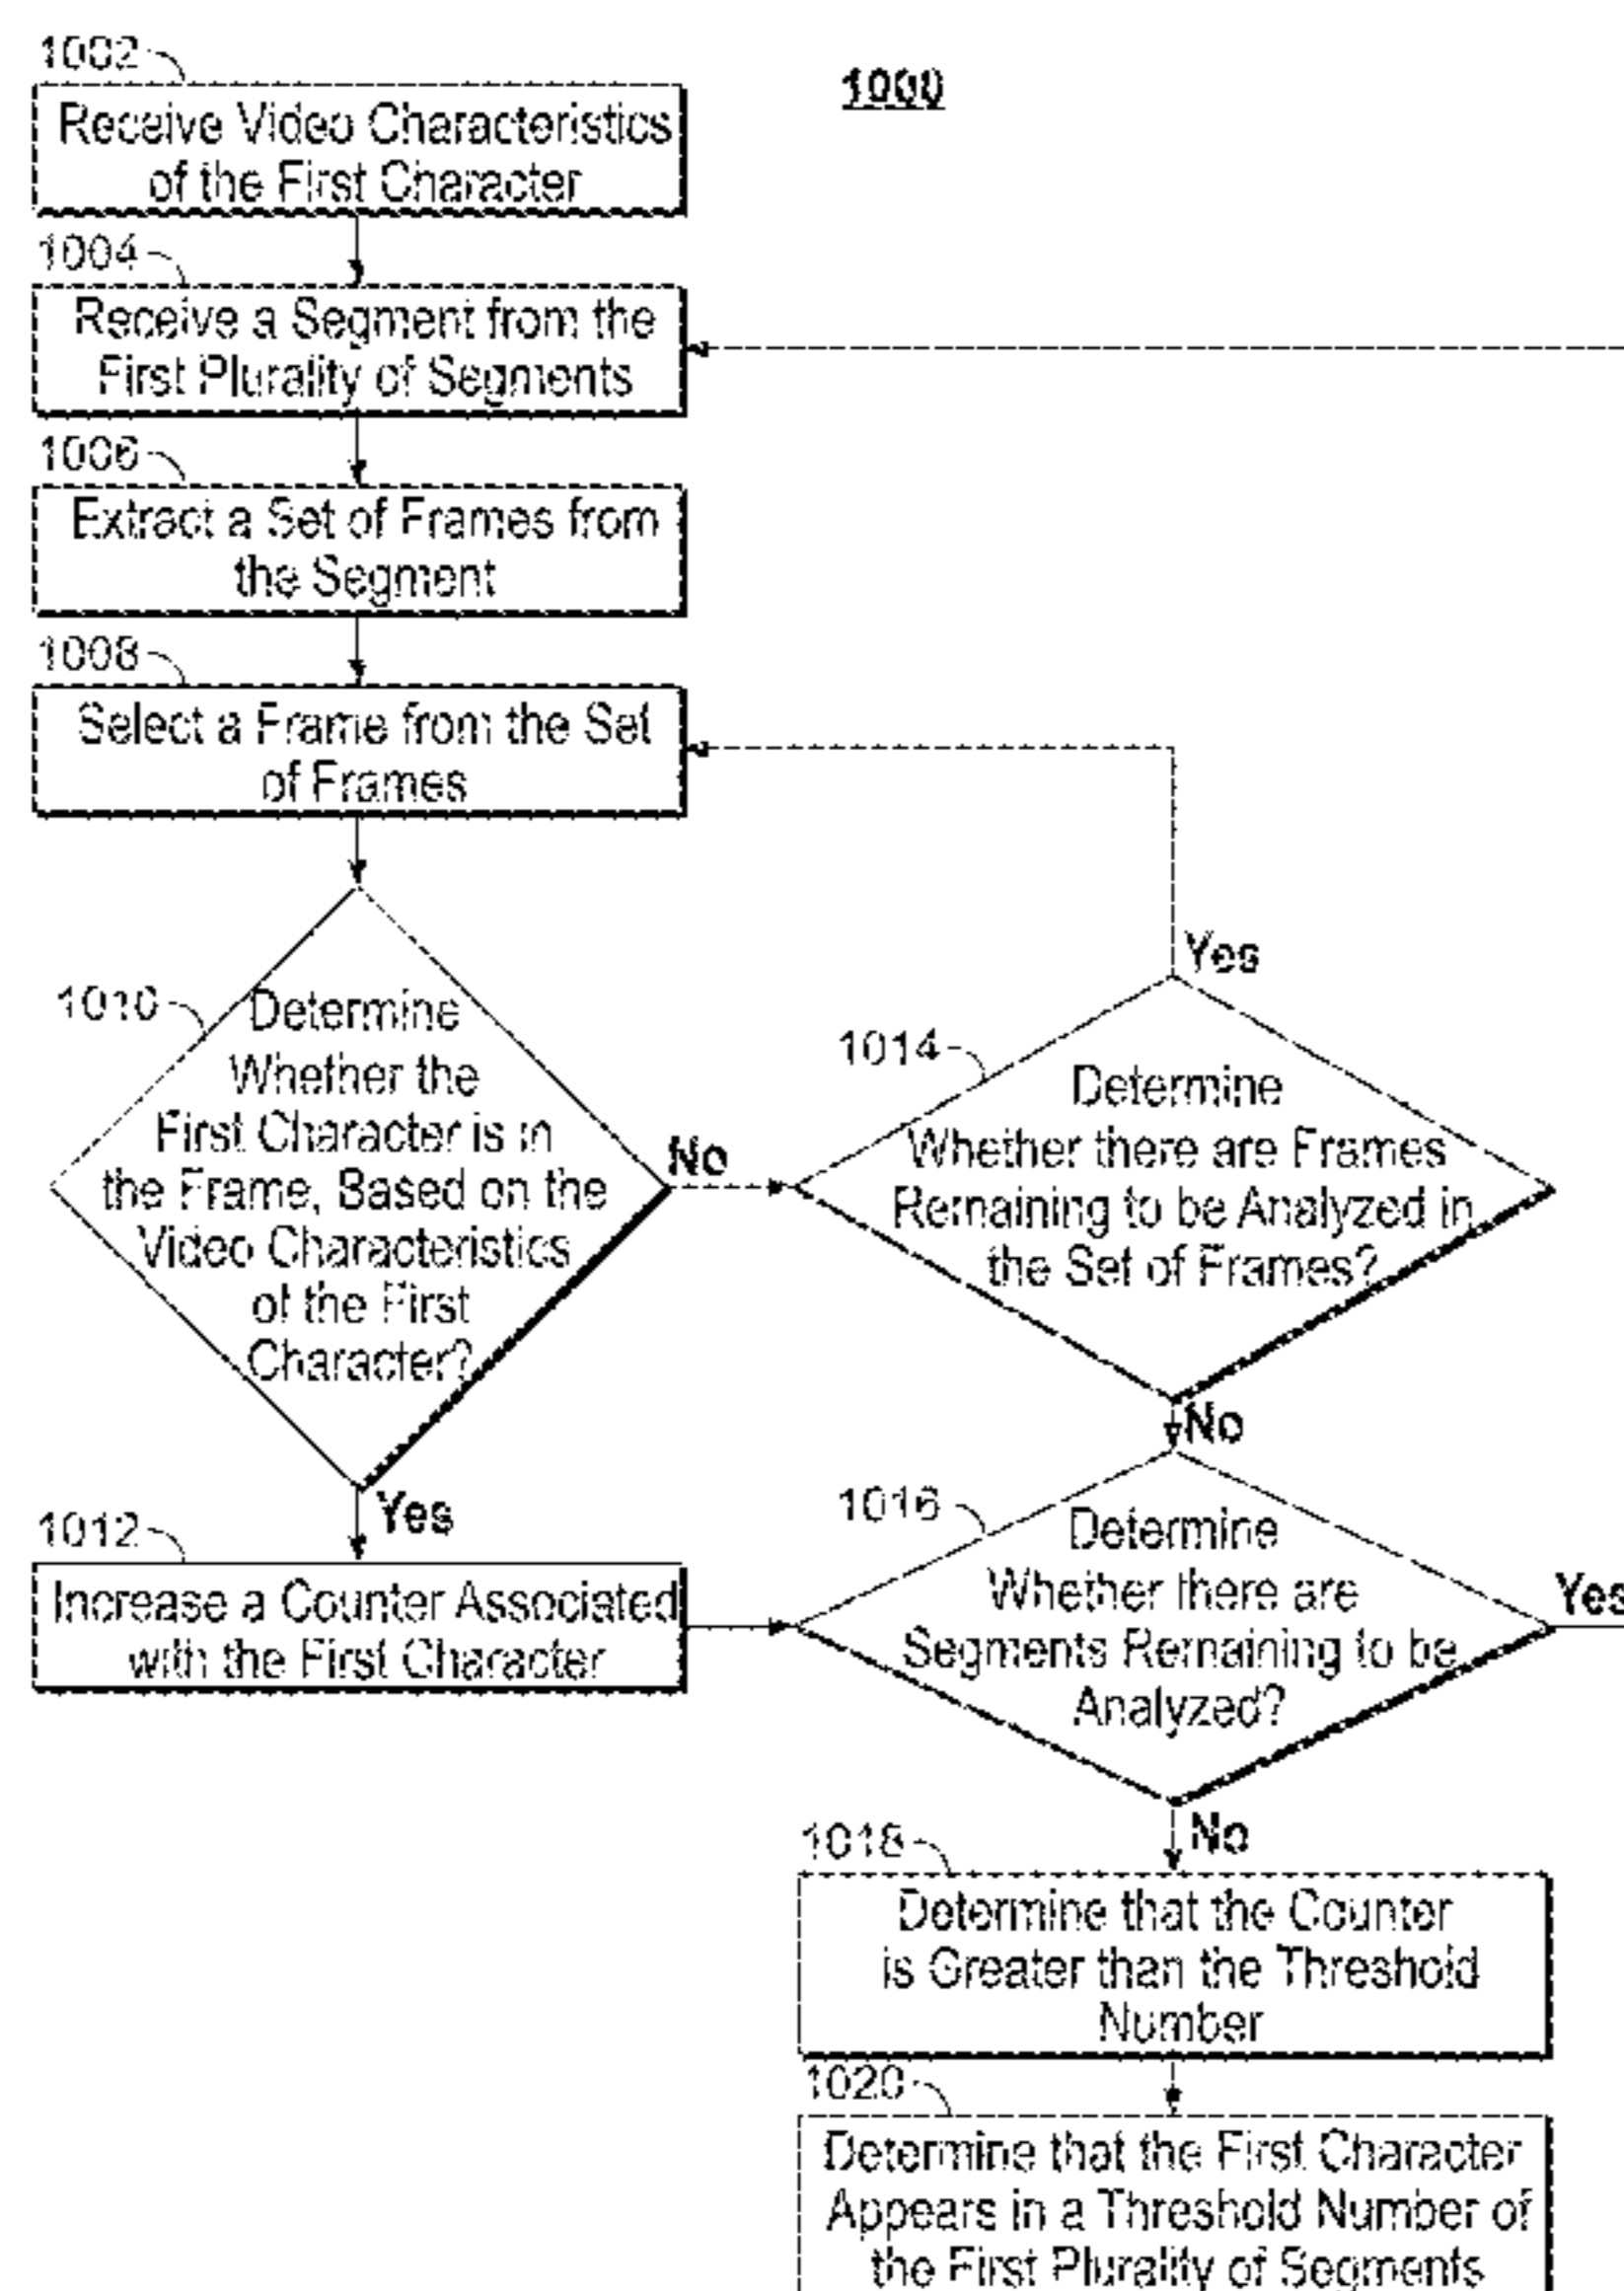 1002
1000
Receive Video Characteristics
of the First Character
1004
Receive a Segment from the
First Plurality of Segments
1006
Extract a Set of Frames from
the Segment
1008
Select a Frame from the Set
of Frames
1010
Determine
Whether the
First Character is in
the Frame, Based on the
Video Characteristics
of the First
Character?
No
Yes
1014
Determine
Whether there are Frames
Remaining to be Analyzed in
the Set of Frames?
Yes
No
1012
Increase a Counter Associated
with the First Character
1016
Determine
Whether there are
Segments Remaining to be
Analyzed?
Yes
No
1018
Determine that the Counter
is Greater than the Threshold
Number
1020
Determine that the First Character
Appears in a Threshold Number of
the First Plurality of Segments